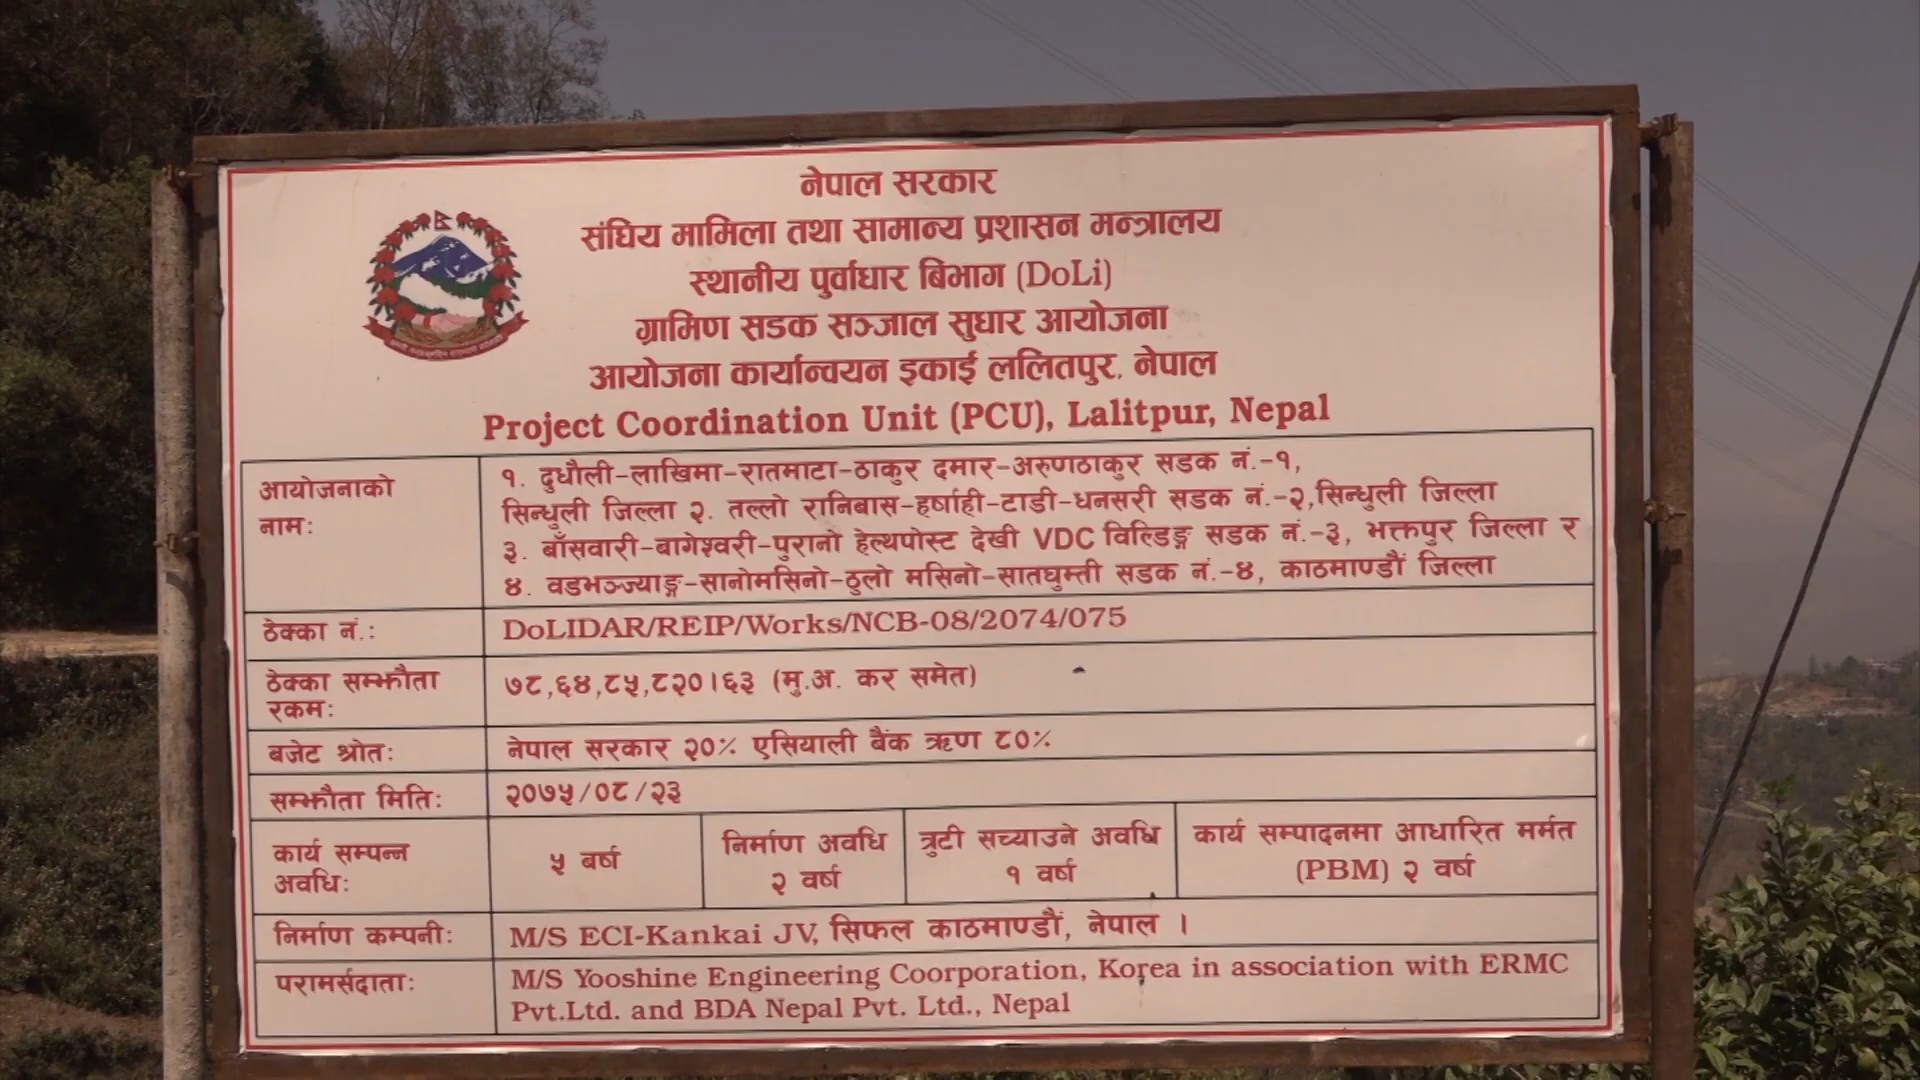 नेपाल सरकार
संघिय मामिला तथा सामान्य प्रशासन मन्त्रालय
स्थानीय पुर्वाधार बिभाग (DoLi)
ग्रामिण सडक सञ्जाल सुधार आयोजना
आयोजना कार्यान्वयन इकाई ललितपुर, नेपाल
Project Coordination Unit (PCU), Lalitpur, Nepal
आयोजनाको
नामः
१. दुधौली-लाखिमा-रातमाटा-ठाकुर दमार-अरुणठाकुर सडक नं.-१,
सिन्धुली जिल्ला २. तल्लो रानिबास-हर्षाही-टाडी-धनसरी सडक नं.-२,सिन्धुली जिल्ला
३. बाँसवारी-बागेश्वरी-पुरानो हेल्थपोस्ट देखी VDC विल्डिङ्ग सडक नं.-३, भक्तपुर जिल्ला र
४. वडभञ्ज्याङ्ग-सानोमसिनो-ठुलो मसिनो-सातघुम्ती सडक नं.-४, काठमाण्डौं जिल्ला
ठेक्का नं.:
DoLIDAR/REIP/Works/NCB-08/2074/075
ठेक्का सम्झौता
रकमः
७८,६४,८५,८२०।६३ (मु.अ. कर समेत)
बजेट श्रोतः
नेपाल सरकार २०% एसियाली बैंक ऋण ८०%
सम्झौता मितिः
२०७५/०८/२३
कार्य सम्पन्न
अवधिः
५ बर्ष
निर्माण अवधि
२ वर्ष
त्रुटी सच्याउने अवधि
१ वर्ष
कार्य सम्पादनमा आधारित मर्मत
(PBM) २ वर्ष
निर्माण कम्पनीः
M/S ECI-Kankai JV, सिफल काठमाण्डौं, नेपाल ।
परामर्सदाताः
M/S Yooshine Engineering Coorporation, Korea in association with ERMC
Pvt.Ltd. and BDA Nepal Pvt. Ltd., Nepal